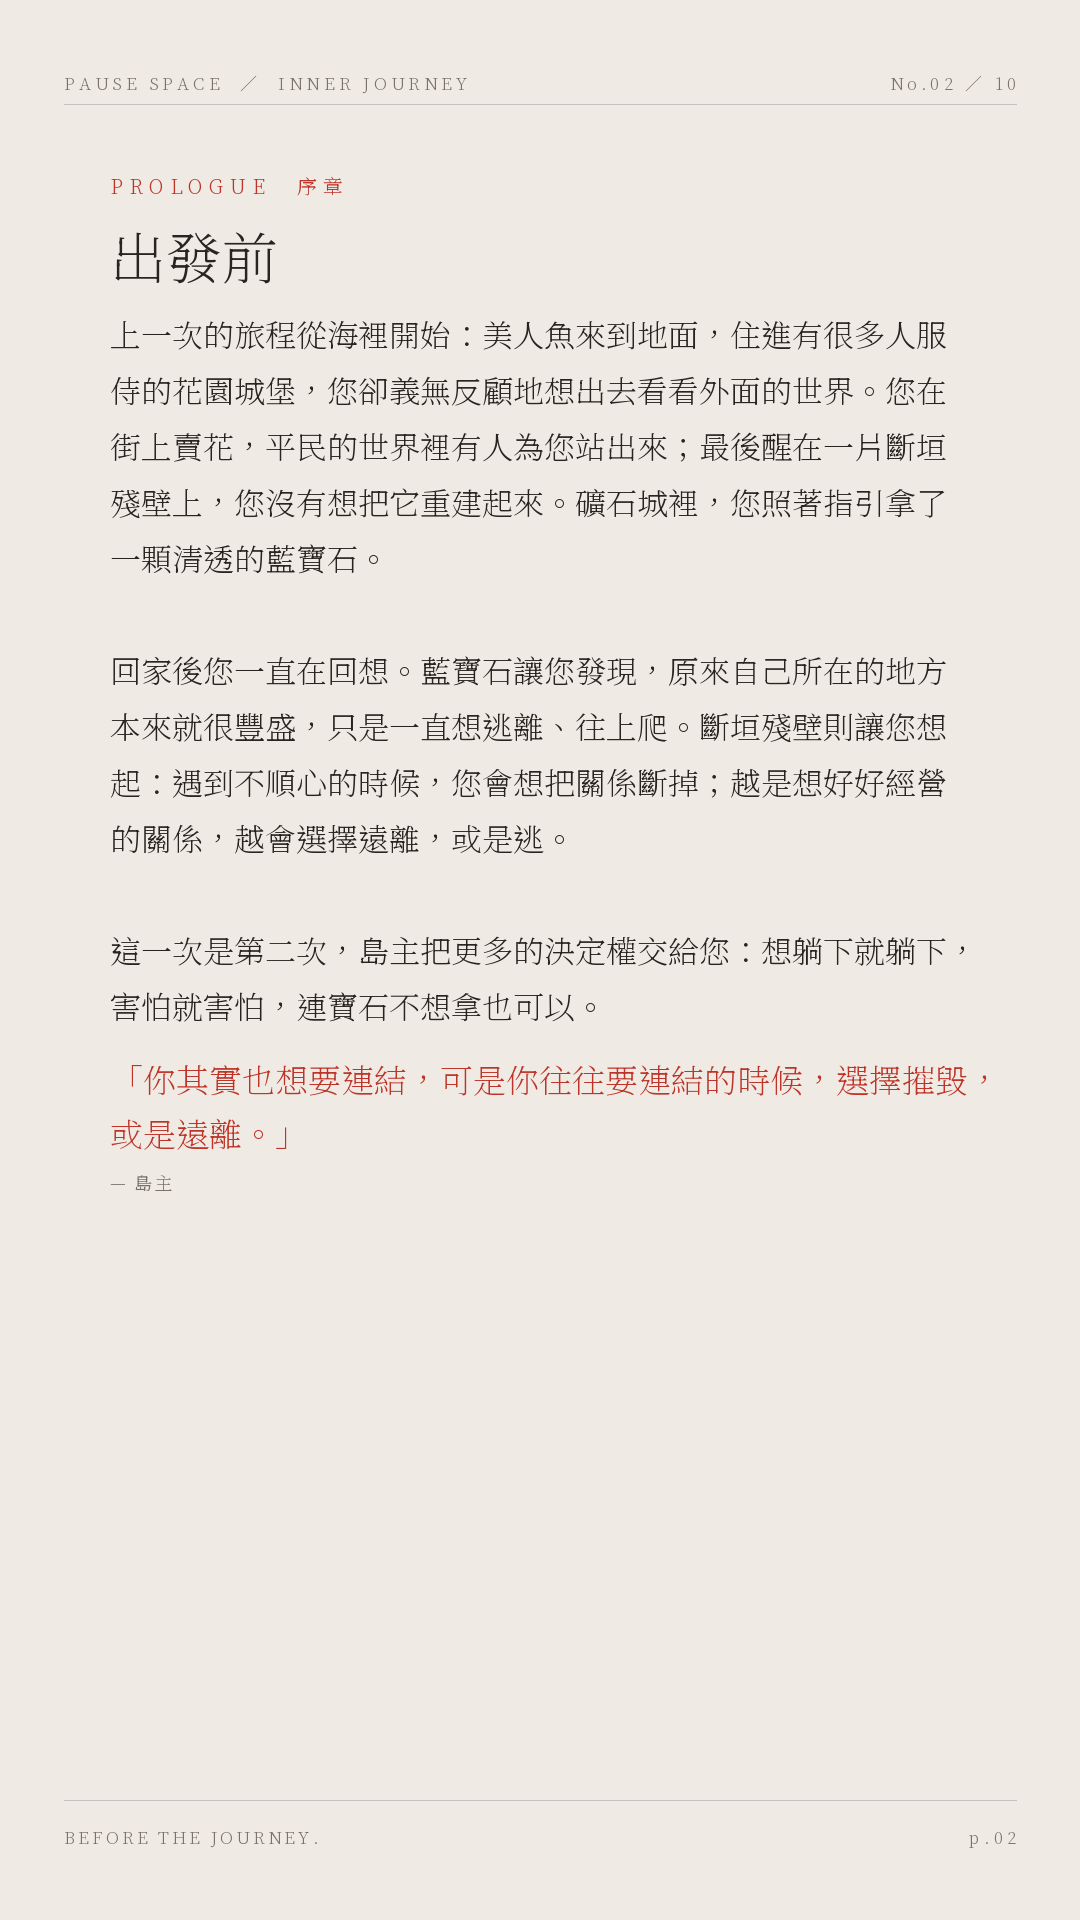 PAUSE SPACE ／ INNER JOURNEY
No.02 ／ 10
PROLOGUE 序章
出發前
上一次的旅程從海裡開始：美人魚來到地面，住進有很多人服
侍的花園城堡，您卻義無反顧地想出去看看外面的世界。您在
街上賣花，平民的世界裡有人為您站出來；最後醒在一片斷垣
殘壁上，您沒有想把它重建起來。礦石城裡，您照著指引拿了
一顆清透的藍寶石。
回家後您一直在回想。藍寶石讓您發現，原來自己所在的地方
本來就很豐盛，只是一直想逃離、往上爬。斷垣殘壁則讓您想
起：遇到不順心的時候，您會想把關係斷掉；越是想好好經營
的關係，越會選擇遠離，或是逃。
這一次是第二次，島主把更多的決定權交給您：想躺下就躺下，
害怕就害怕，連寶石不想拿也可以。
「你其實也想要連結，可是你往往要連結的時候，選擇摧毀，
或是遠離。」
— 島主
BEFORE THE JOURNEY.
p.02